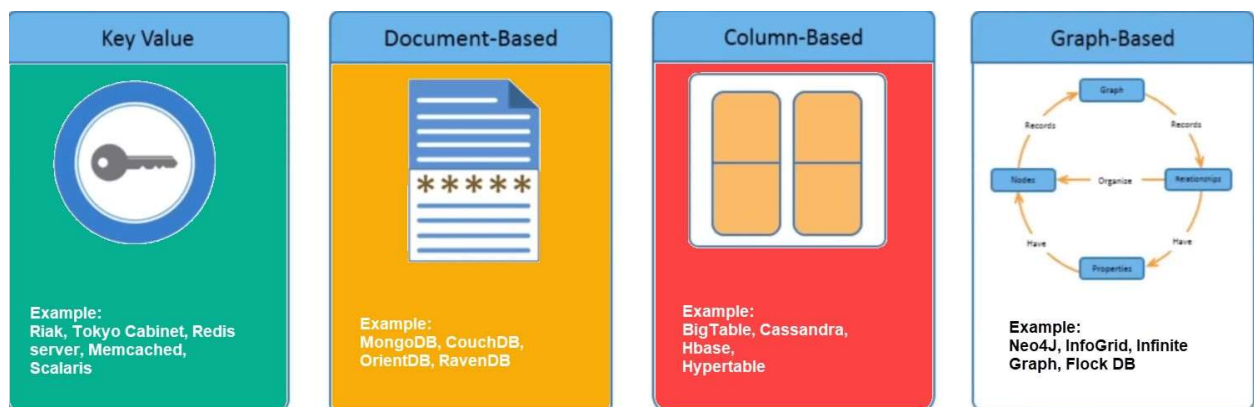 Key Value
Example:
Riak, Tokyo Cabinet, Redis
server, Memcached,
Scalaris
Document-Based
*****
Example:
MongoDB, CouchDB,
OrientDB, RavenDB
Column-Based
Example:
BigTable, Cassandra,
Hbase,
Hypertable
Graph-Based
Graph
Records
Records
Nodes
Organise
Relationships
Have
Have
Properties
Example:
Neo4J, InfoGrid, Infinite
Graph, Flock DB